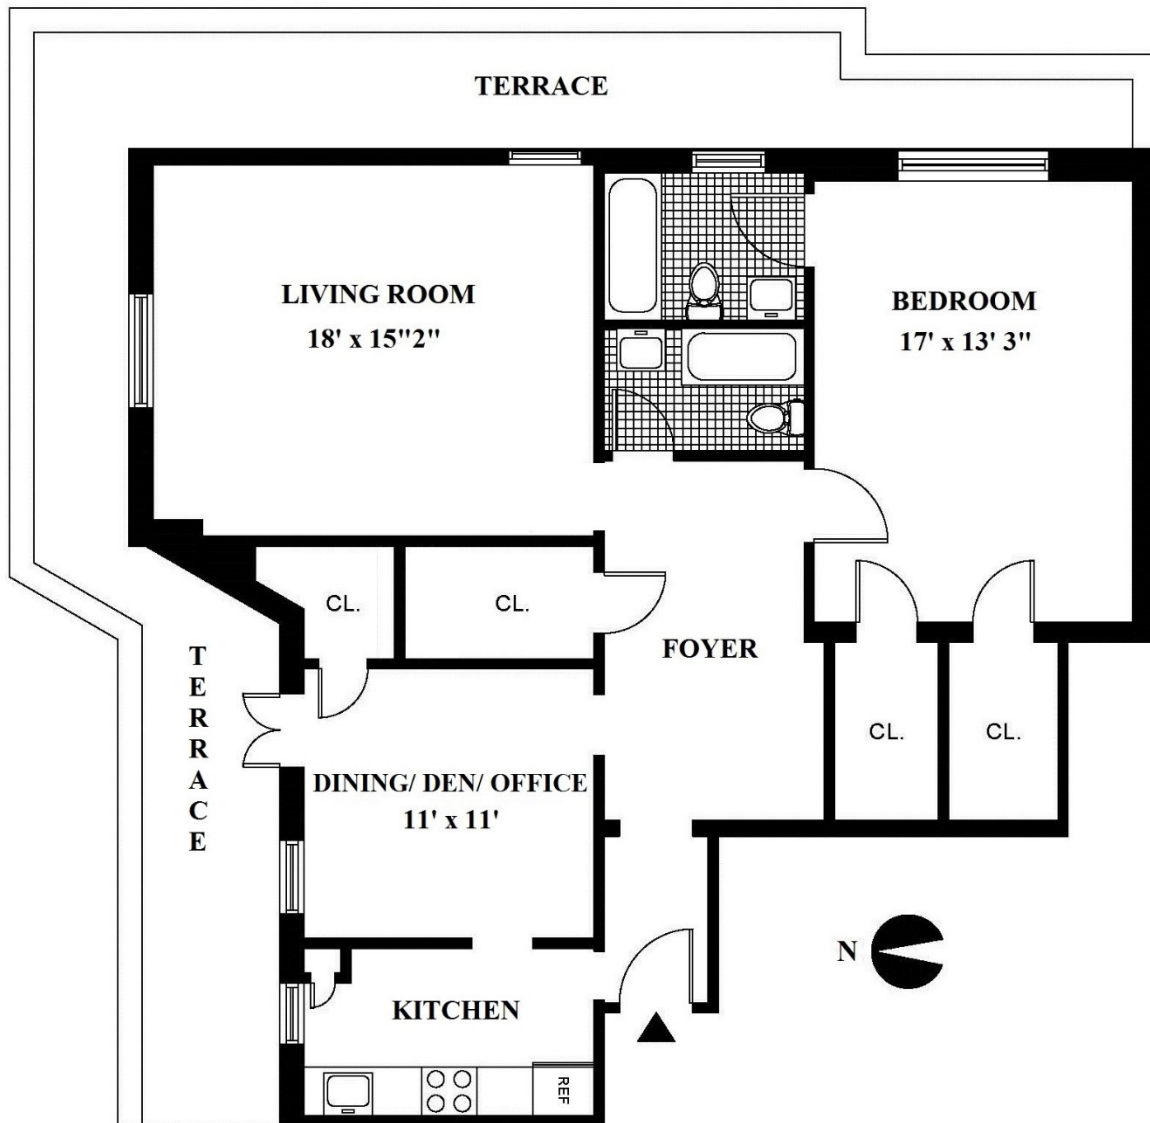 TERRACE
LIVING ROOM
18' x 15"2"
BEDROOM
17' x 13' 3"
CL.
CL.
FOYER
TERRACE
CL.
CL.
DINING/ DEN/ OFFICE
11' x 11'
N
KITCHEN
REF